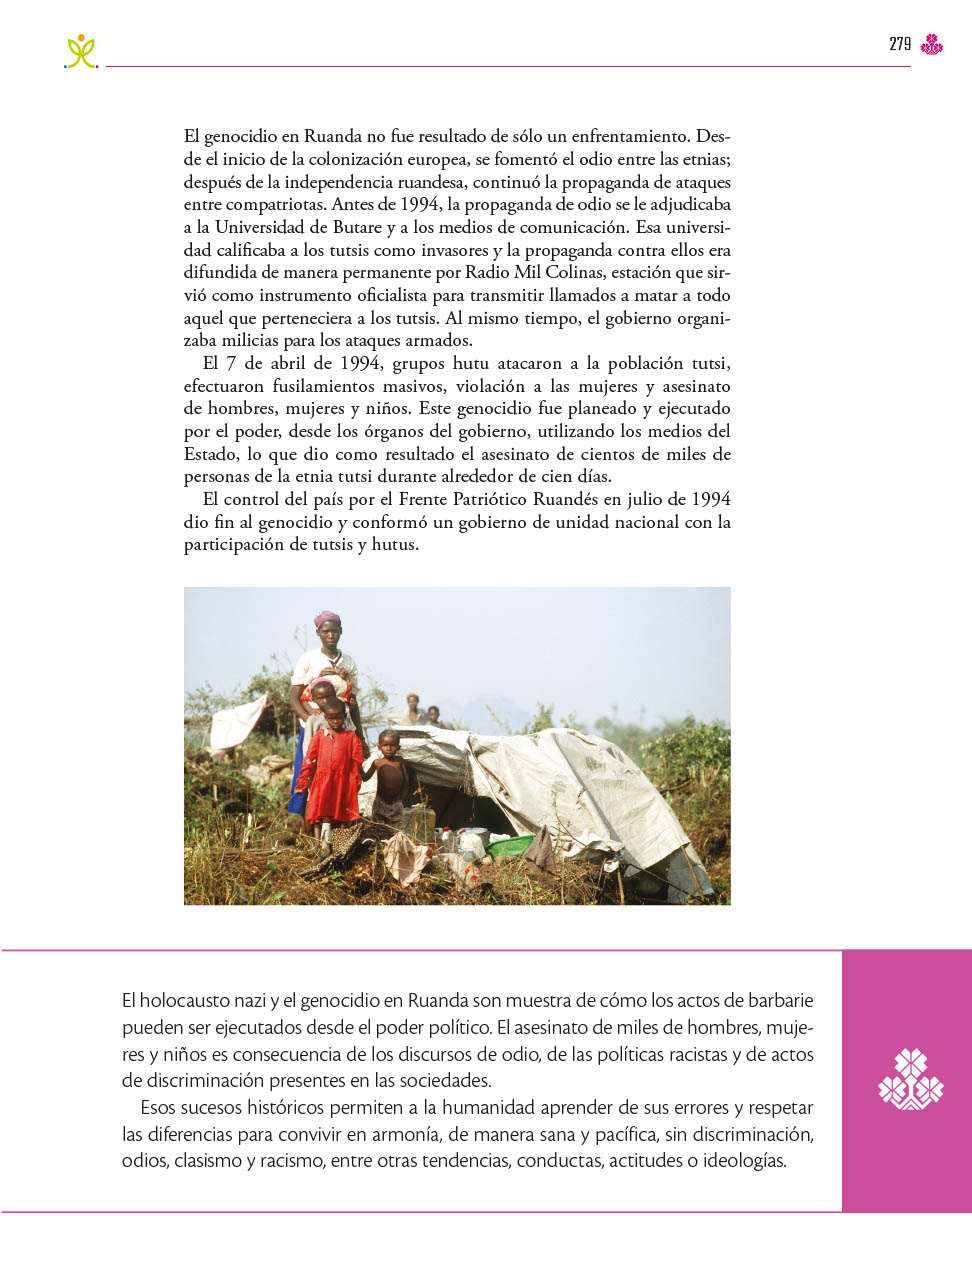 279
El genocidio en Ruanda no fue resultado de sólo un enfrentamiento. Des-
de el inicio de la colonización europea, se fomentó el odio entre las etnias;
después de la independencia ruandesa, continuó la propaganda de ataques
entre compatriotas. Antes de 1994, la propaganda de odio se le adjudicaba
a la Universidad de Butare y a los medios de comunicación. Esa universi-
dad calificaba a los tutsis como invasores y la propaganda contra ellos era
difundida de manera permanente por Radio Mil Colinas, estación que sir-
vió como instrumento oficialista para transmitir llamados a matar a todo
aquel que perteneciera a los tutsis. Al mismo tiempo, el gobierno organi-
zaba milicias para los ataques armados.
El 7 de abril de 1994, grupos hutu atacaron a la población tutsi,
efectuaron fusilamientos masivos, violación a las mujeres y asesinato
de hombres, mujeres y niños. Este genocidio fue planeado y ejecutado
por el poder, desde los órganos del gobierno, utilizando los medios del
Estado, lo que dio como resultado el asesinato de cientos de miles de
personas de la etnia tutsi durante alrededor de cien días.
El control del país por el Frente Patriótico Ruandés en julio de 1994
dio fin al genocidio y conformó un gobierno de unidad nacional con la
participación de tutsis y hutus.
El holocausto nazi y el genocidio en Ruanda son muestra de cómo los actos de barbarie
pueden ser ejecutados desde el poder político. El asesinato de miles de hombres, muje-
res y niños es consecuencia de los discursos de odio, de las políticas racistas y de actos
de discriminación presentes en las sociedades.
Esos sucesos históricos permiten a la humanidad aprender de sus errores y respetar
las diferencias para convivir en armonía, de manera sana y pacífica, sin discriminación,
odios, clasismo y racismo, entre otras tendencias, conductas, actitudes o ideologías.